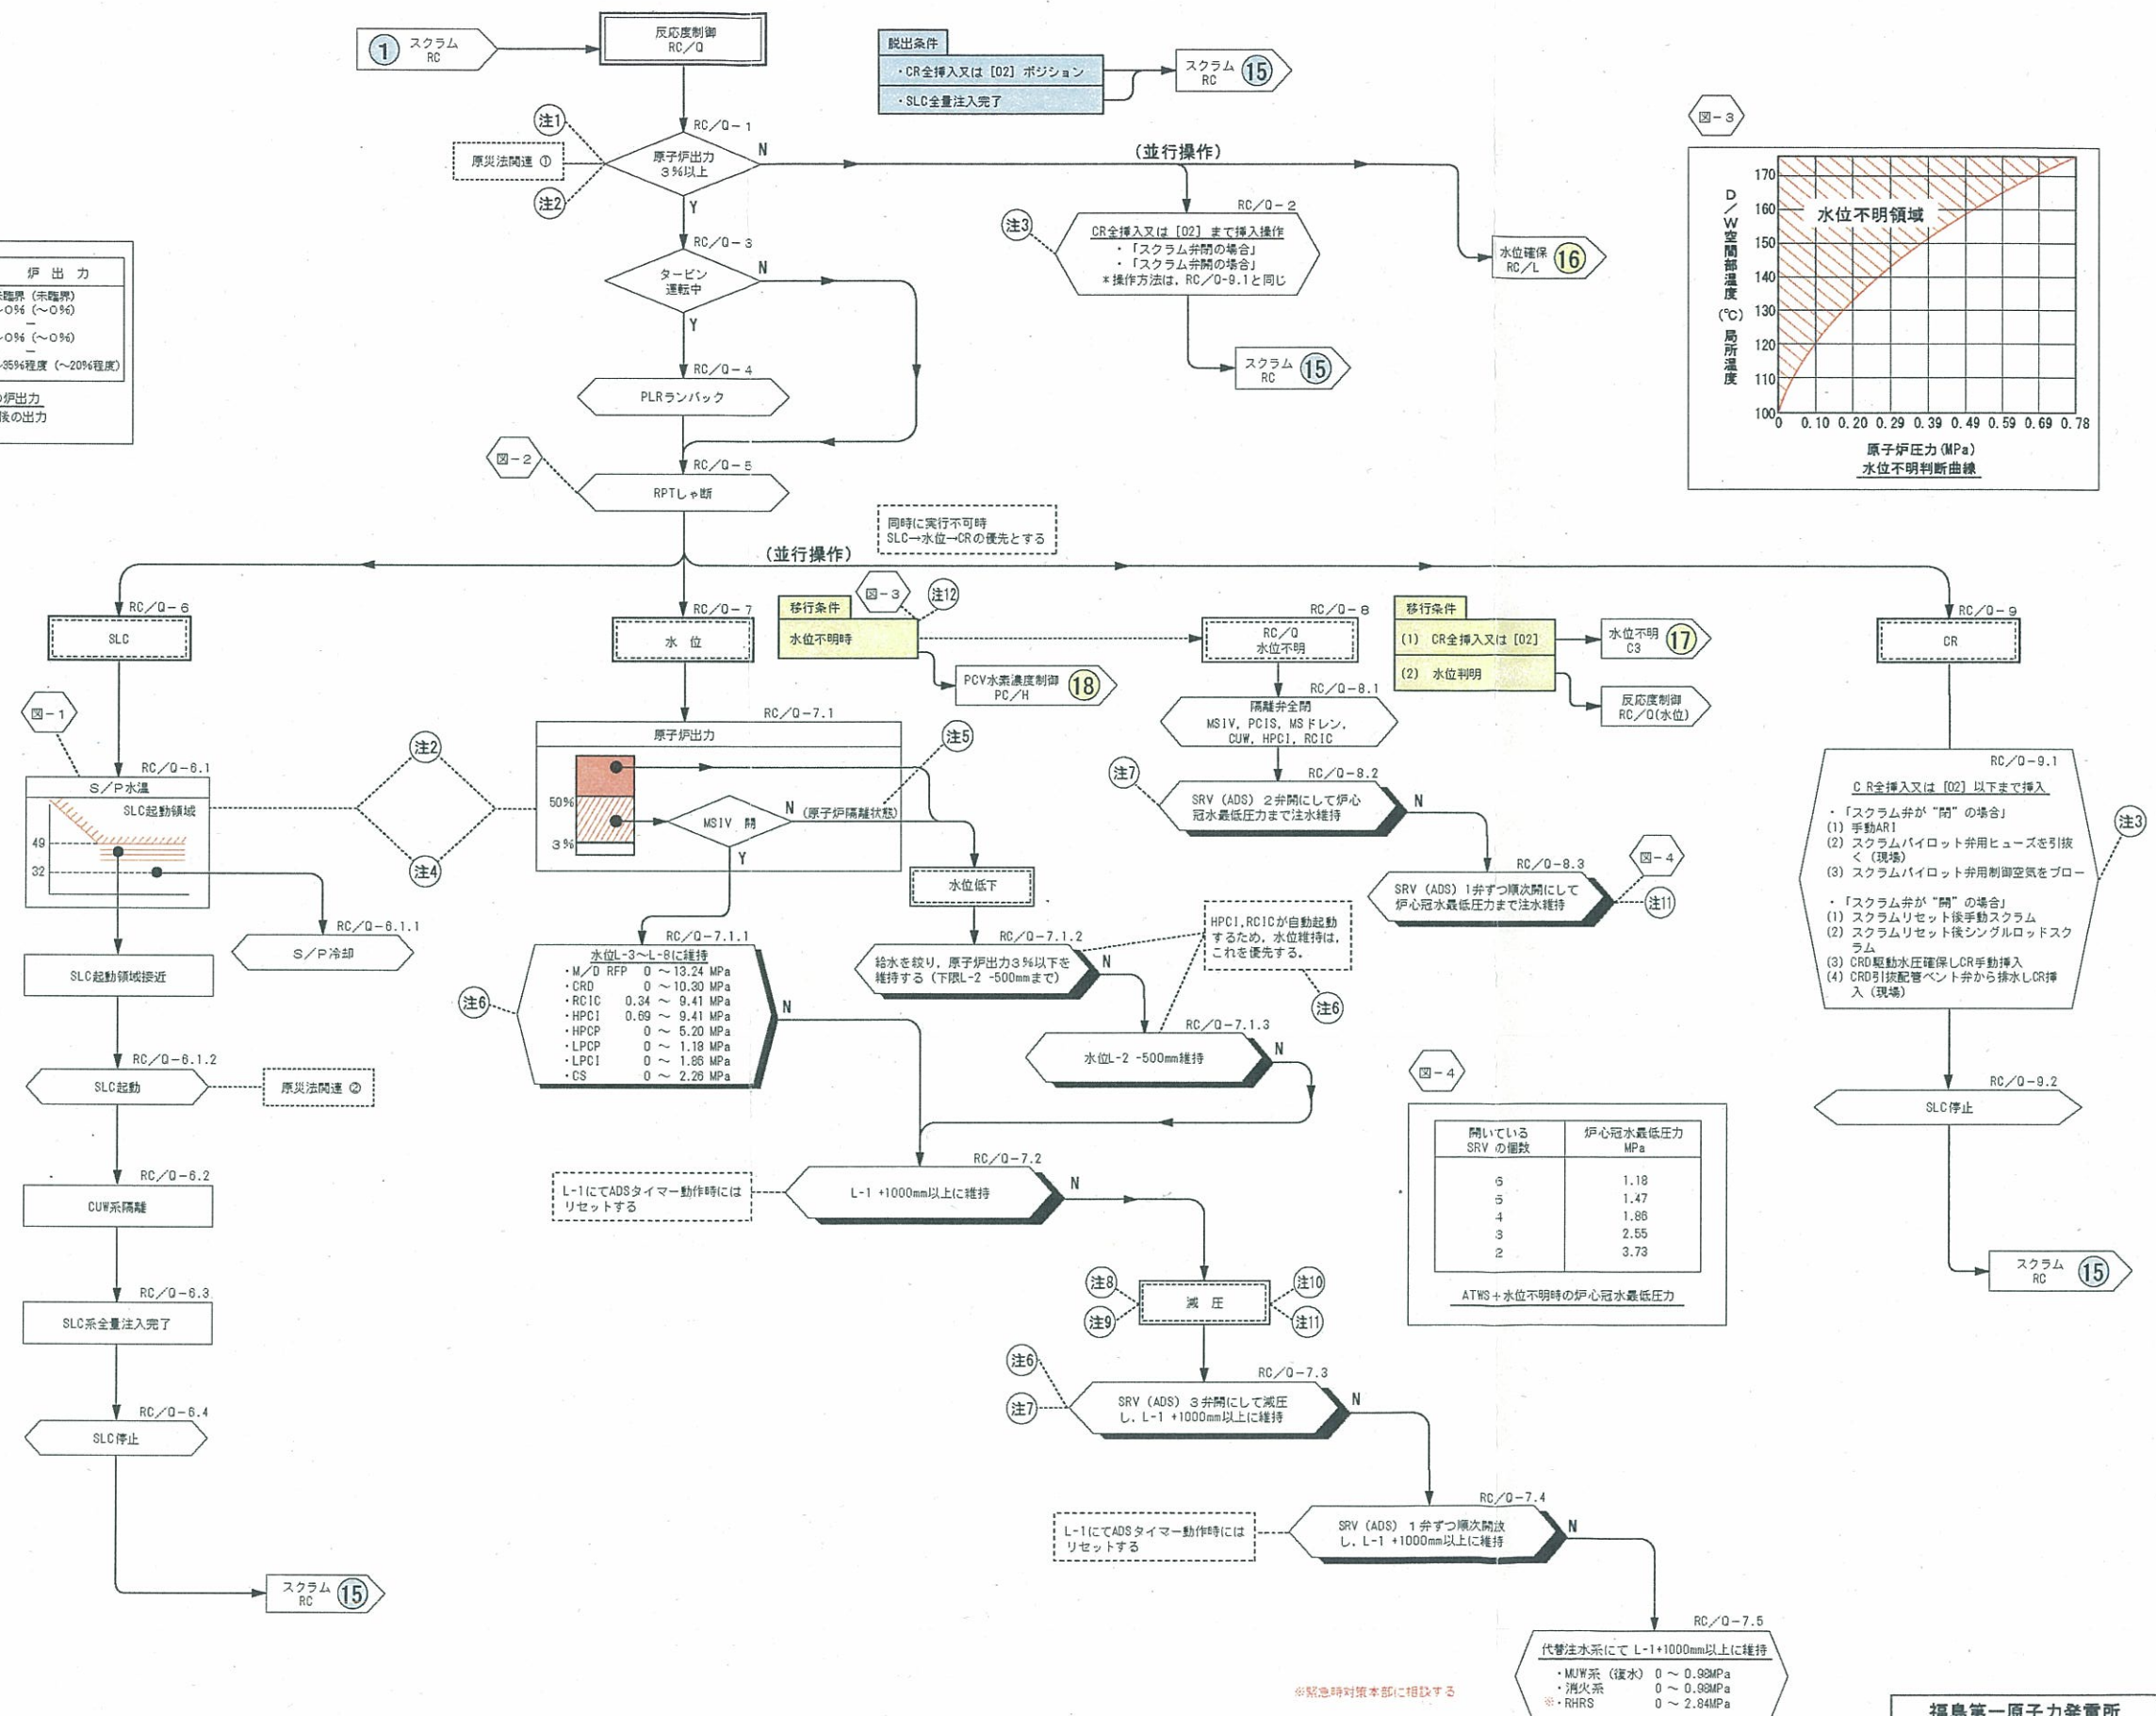 1 スクラム
RC
反応度制御
RC/Q
脱出条件
・CR全挿入又は [02] ポジション
・SLC全量注入完了
スクラム
RC 15
RC/Q-1
注1
原災法関連 ①
注2
原子炉出力
3%以上
N
Y
(並行操作)
RC/Q-2
注3
CR全挿入又は [02] まで挿入操作
・「スクラム弁閉の場合」
・「スクラム弁開の場合」
*操作方法は, RC/Q-9.1と同じ
スクラム
RC 15
水位確保
RC/L 16
図-3
D/W空間部温度 (℃) 局所温度
170
160
150
140
130
120
110
100
水位不明領域
0 0.10 0.20 0.29 0.39 0.49 0.59 0.69 0.78
原子炉圧力(MPa)
水位不明判断曲線
炉 出 力
未臨界 (未臨界)
~0% (~0%)
—
~0% (~0%)
—
~35%程度 (~20%程度)
の炉出力
後の出力
RC/Q-3
タービン
運転中
N
Y
RC/Q-4
PLRランバック
図-2
RC/Q-5
RPTしゃ断
同時に実行不可時
SLC→水位→CRの優先とする
(並行操作)
RC/Q-6
SLC
図-1
RC/Q-6.1
S/P水温
SLC起動領域
49
32
RC/Q-6.1.1
S/P冷却
SLC起動領域接近
RC/Q-6.1.2
SLC起動
原災法関連 ②
RC/Q-6.2
CUW系隔離
RC/Q-6.3
SLC系全量注入完了
RC/Q-6.4
SLC停止
スクラム
RC 15
注2
注4
RC/Q-7
水 位
移行条件
水位不明時
図-3
注12
PCV水素濃度制御
PC/H 18
RC/Q-7.1
原子炉出力
50%
3%
MSIV 開
N (原子炉隔離状態)
Y
注5
水位低下
RC/Q-7.1.1
注6
水位L-3~L-8に維持
・M/D RFP 0 ~13.24 MPa
・CRD 0 ~10.30 MPa
・RCIC 0.34 ~ 9.41 MPa
・HPCI 0.69 ~ 9.41 MPa
・HPCP 0 ~ 5.20 MPa
・LPCP 0 ~ 1.18 MPa
・LPCI 0 ~ 1.86 MPa
・CS 0 ~ 2.26 MPa
N
RC/Q-7.1.2
給水を絞り, 原子炉出力3%以下を
維持する (下限L-2 -500mmまで)
N
HPCI,RCICが自動起動
するため, 水位維持は,
これを優先する。
注6
RC/Q-7.1.3
水位L-2 -500mm維持
N
RC/Q-7.2
L-1にてADSタイマー動作時には
リセットする
L-1 +1000mm以上に維持
N
注8
注9
減 圧
注10
注11
RC/Q-7.3
注6
注7
SRV (ADS) 3弁開にして減圧
し, L-1 +1000mm以上に維持
N
RC/Q-7.4
L-1にてADSタイマー動作時には
リセットする
SRV (ADS) 1弁ずつ順次開放
し, L-1 +1000mm以上に維持
N
RC/Q-7.5
代替注水系にて L-1+1000mm以上に維持
・MUW系 (復水) 0 ~ 0.98MPa
・消火系 0 ~ 0.98MPa
※・RHRS 0 ~ 2.84MPa
※緊急時対策本部に相談する
RC/Q-8
RC/Q
水位不明
移行条件
(1) CR全挿入又は [02]
(2) 水位判明
水位不明
C3 17
反応度制御
RC/Q(水位)
RC/Q-8.1
隔離弁全閉
MSIV, PCIS, MSドレン,
CUW, HPCI, RCIC
RC/Q-8.2
注7
SRV (ADS) 2弁開にして炉心
冠水最低圧力まで注水維持
N
RC/Q-8.3
SRV (ADS) 1弁ずつ順次開にして
炉心冠水最低圧力まで注水維持
図-4
注11
図-4
開いている
SRV の個数
炉心冠水最低圧力
MPa
6 1.18
5 1.47
4 1.86
3 2.55
2 3.73
ATWS+水位不明時の炉心冠水最低圧力
RC/Q-9
CR
RC/Q-9.1
CR全挿入又は [02] 以下まで挿入
・「スクラム弁が“閉”の場合」
(1) 手動ARI
(2) スクラムパイロット弁用ヒューズを引抜
く (現場)
(3) スクラムパイロット弁用制御空気をブロー
・「スクラム弁が“開”の場合」
(1) スクラムリセット後手動スクラム
(2) スクラムリセット後シングルロッドスク
ラム
(3) CRD駆動水圧確保しCR手動挿入
(4) CRD引抜配管ベント弁から排水しCR挿
入 (現場)
注3
RC/Q-9.2
SLC停止
スクラム
RC 15
福島第一原子力発電所